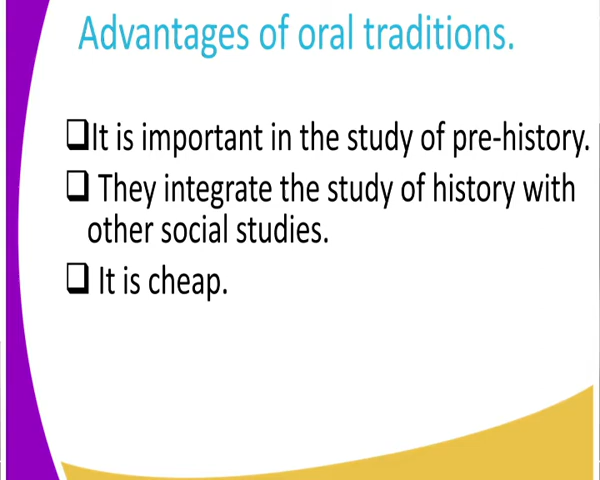 Advantages of oral traditions.
❑It is important in the study of pre-history.
❑ They integrate the study of history with
other social studies.
❑ It is cheap.